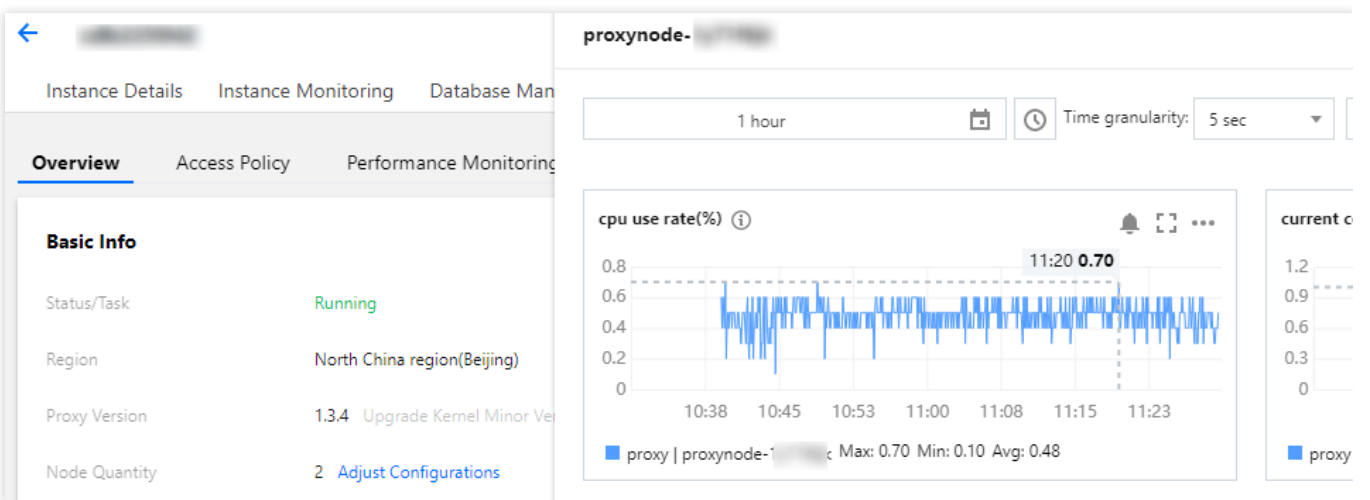 Instance Details Instance Monitoring Database Man
Overview Access Policy Performance Monitoring
Basic Info
Status/Task Running
Region North China region(Beijing)
Proxy Version 1.3.4 Upgrade Kernel Minor Ver
Node Quantity 2 Adjust Configurations
proxynode-
1 hour Time granularity: 5 sec
cpu use rate(%)
11:20 0.70
0.8
0.6
0.4
0.2
0
10:38 10:45 10:53 11:00 11:08 11:15 11:23
proxy | proxynode- Max: 0.70 Min: 0.10 Avg: 0.48
current c
1.2
0.9
0.6
0.3
0
proxy